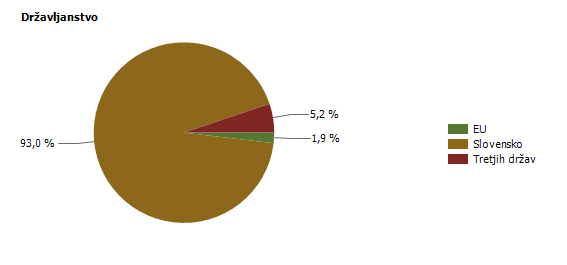 Državljanstvo
5,2 %
93,0 %
1,9 %
EU
Slovensko
Tretjih držav